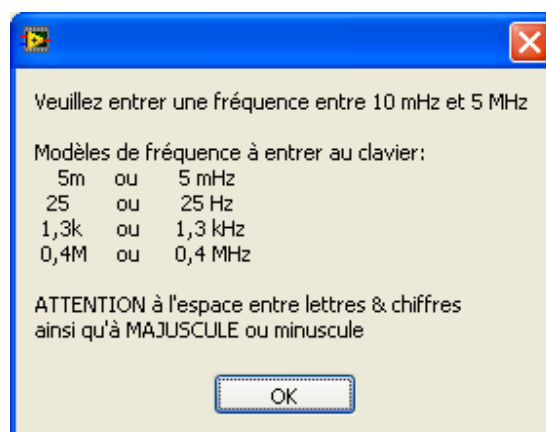 Veuillez entrer une fréquence entre 10 mHz et 5 MHz
Modèles de fréquence à entrer au clavier:
5m ou 5 mHz
25 ou 25 Hz
1,3k ou 1,3 kHz
0,4M ou 0,4 MHz
ATTENTION à l'espace entre lettres & chiffres
ainsi qu'à MAJUSCULE ou minuscule
OK